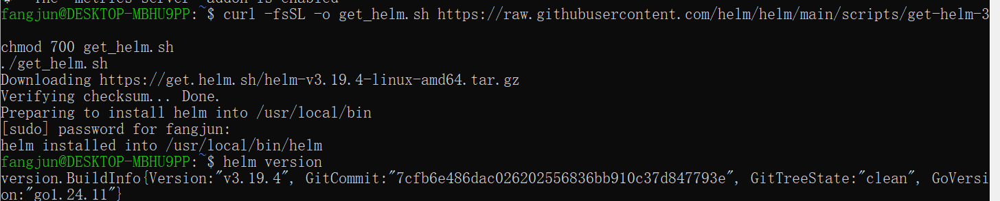 The 'metrics-server' addon is enabled
fangjun@DESKTOP-MBHU9PP:~$ curl -fsSL -o get_helm.sh https://raw.githubusercontent.com/helm/helm/main/scripts/get-helm-3
chmod 700 get_helm.sh
./get_helm.sh
Downloading https://get.helm.sh/helm-v3.19.4-linux-amd64.tar.gz
Verifying checksum... Done.
Preparing to install helm into /usr/local/bin
[sudo] password for fangjun:
helm installed into /usr/local/bin/helm
fangjun@DESKTOP-MBHU9PP:~$ helm version
version.BuildInfo{Version:"v3.19.4", GitCommit:"7cfb6e486dac026202556836bb910c37d847793e", GitTreeState:"clean", GoVersi
on:"go1.24.11"}